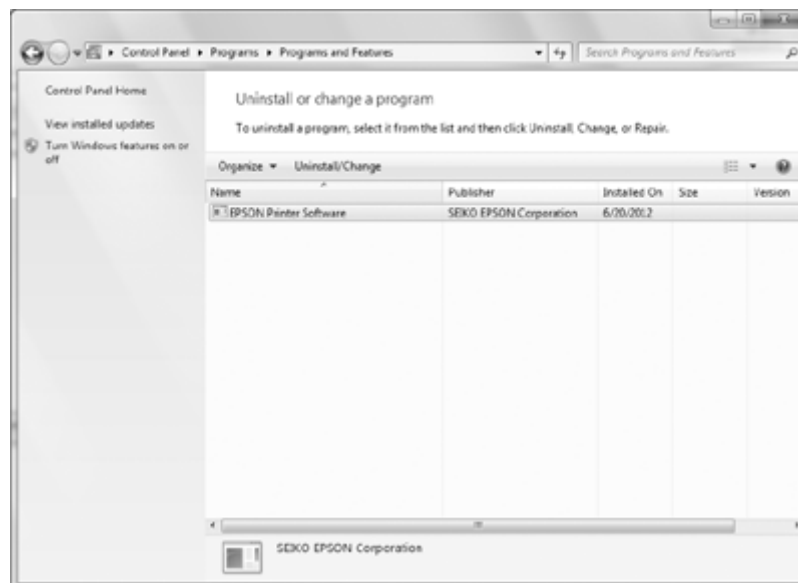 Control Panel ▸ Programs ▸ Programs and Features
Search Programs and Features
Control Panel Home
View installed updates
Turn Windows features on or
off
Uninstall or change a program
To uninstall a program, select it from the list and then click Uninstall, Change, or Repair.
Organize Uninstall/Change
Name Publisher Installed On Size Version
EPSON Printer Software SEIKO EPSON Corporation 6/20/2012
SEIKO EPSON Corporation